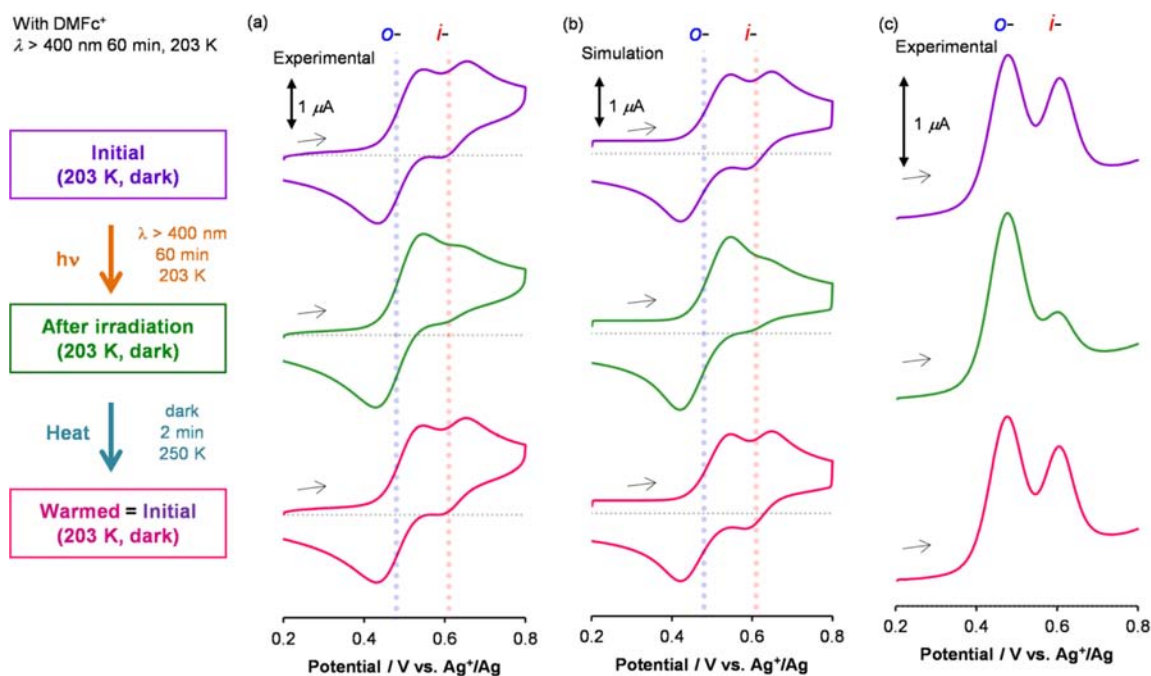 With DMFc⁺
λ > 400 nm 60 min, 203 K
Initial
(203 K, dark)
hν
λ > 400 nm
60 min
203 K
After irradiation
(203 K, dark)
Heat
dark
2 min
250 K
Warmed = Initial
(203 K, dark)
(a)
o-
i-
Experimental
1 μA
0.2
0.4
0.6
0.8
Potential / V vs. Ag⁺/Ag
(b)
o-
i-
Simulation
1 μA
0.2
0.4
0.6
0.8
Potential / V vs. Ag⁺/Ag
(c)
o-
i-
Experimental
1 μA
0.2
0.4
0.6
0.8
Potential / V vs. Ag⁺/Ag